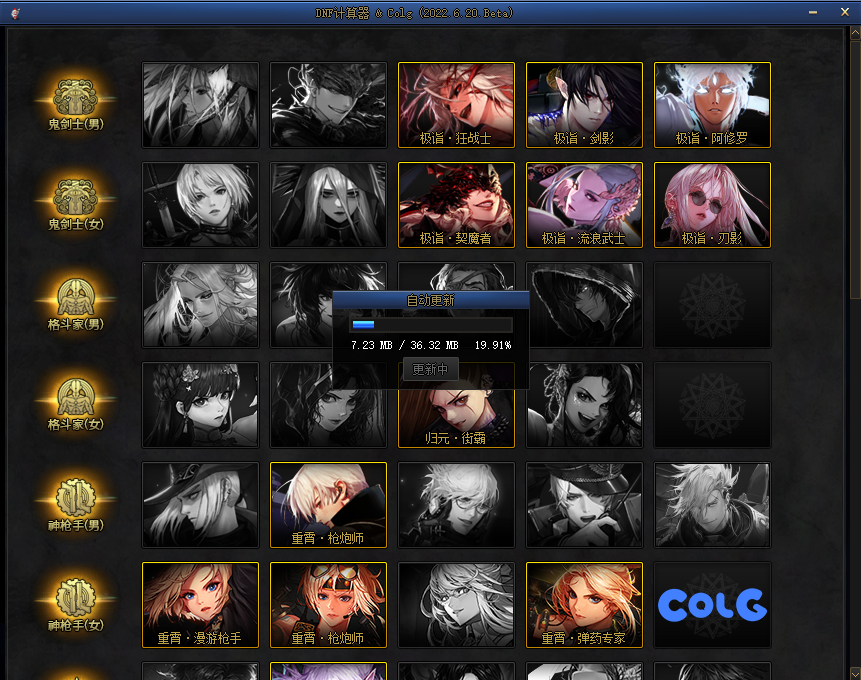 DNF计算器 & Colg (2022.6.20.Beta)
鬼剑士(男)
极诣·狂战士
极诣·剑影
极诣·阿修罗
鬼剑士(女)
极诣·契魔者
极诣·流浪武士
极诣·刃影
格斗家(男)
自动更新
7.23 MB / 36.32 MB 19.91%
更新中
格斗家(女)
归元·街霸
神枪手(男)
重霄·枪炮师
神枪手(女)
重霄·漫游枪手
重霄·枪炮师
重霄·弹药专家
COLG